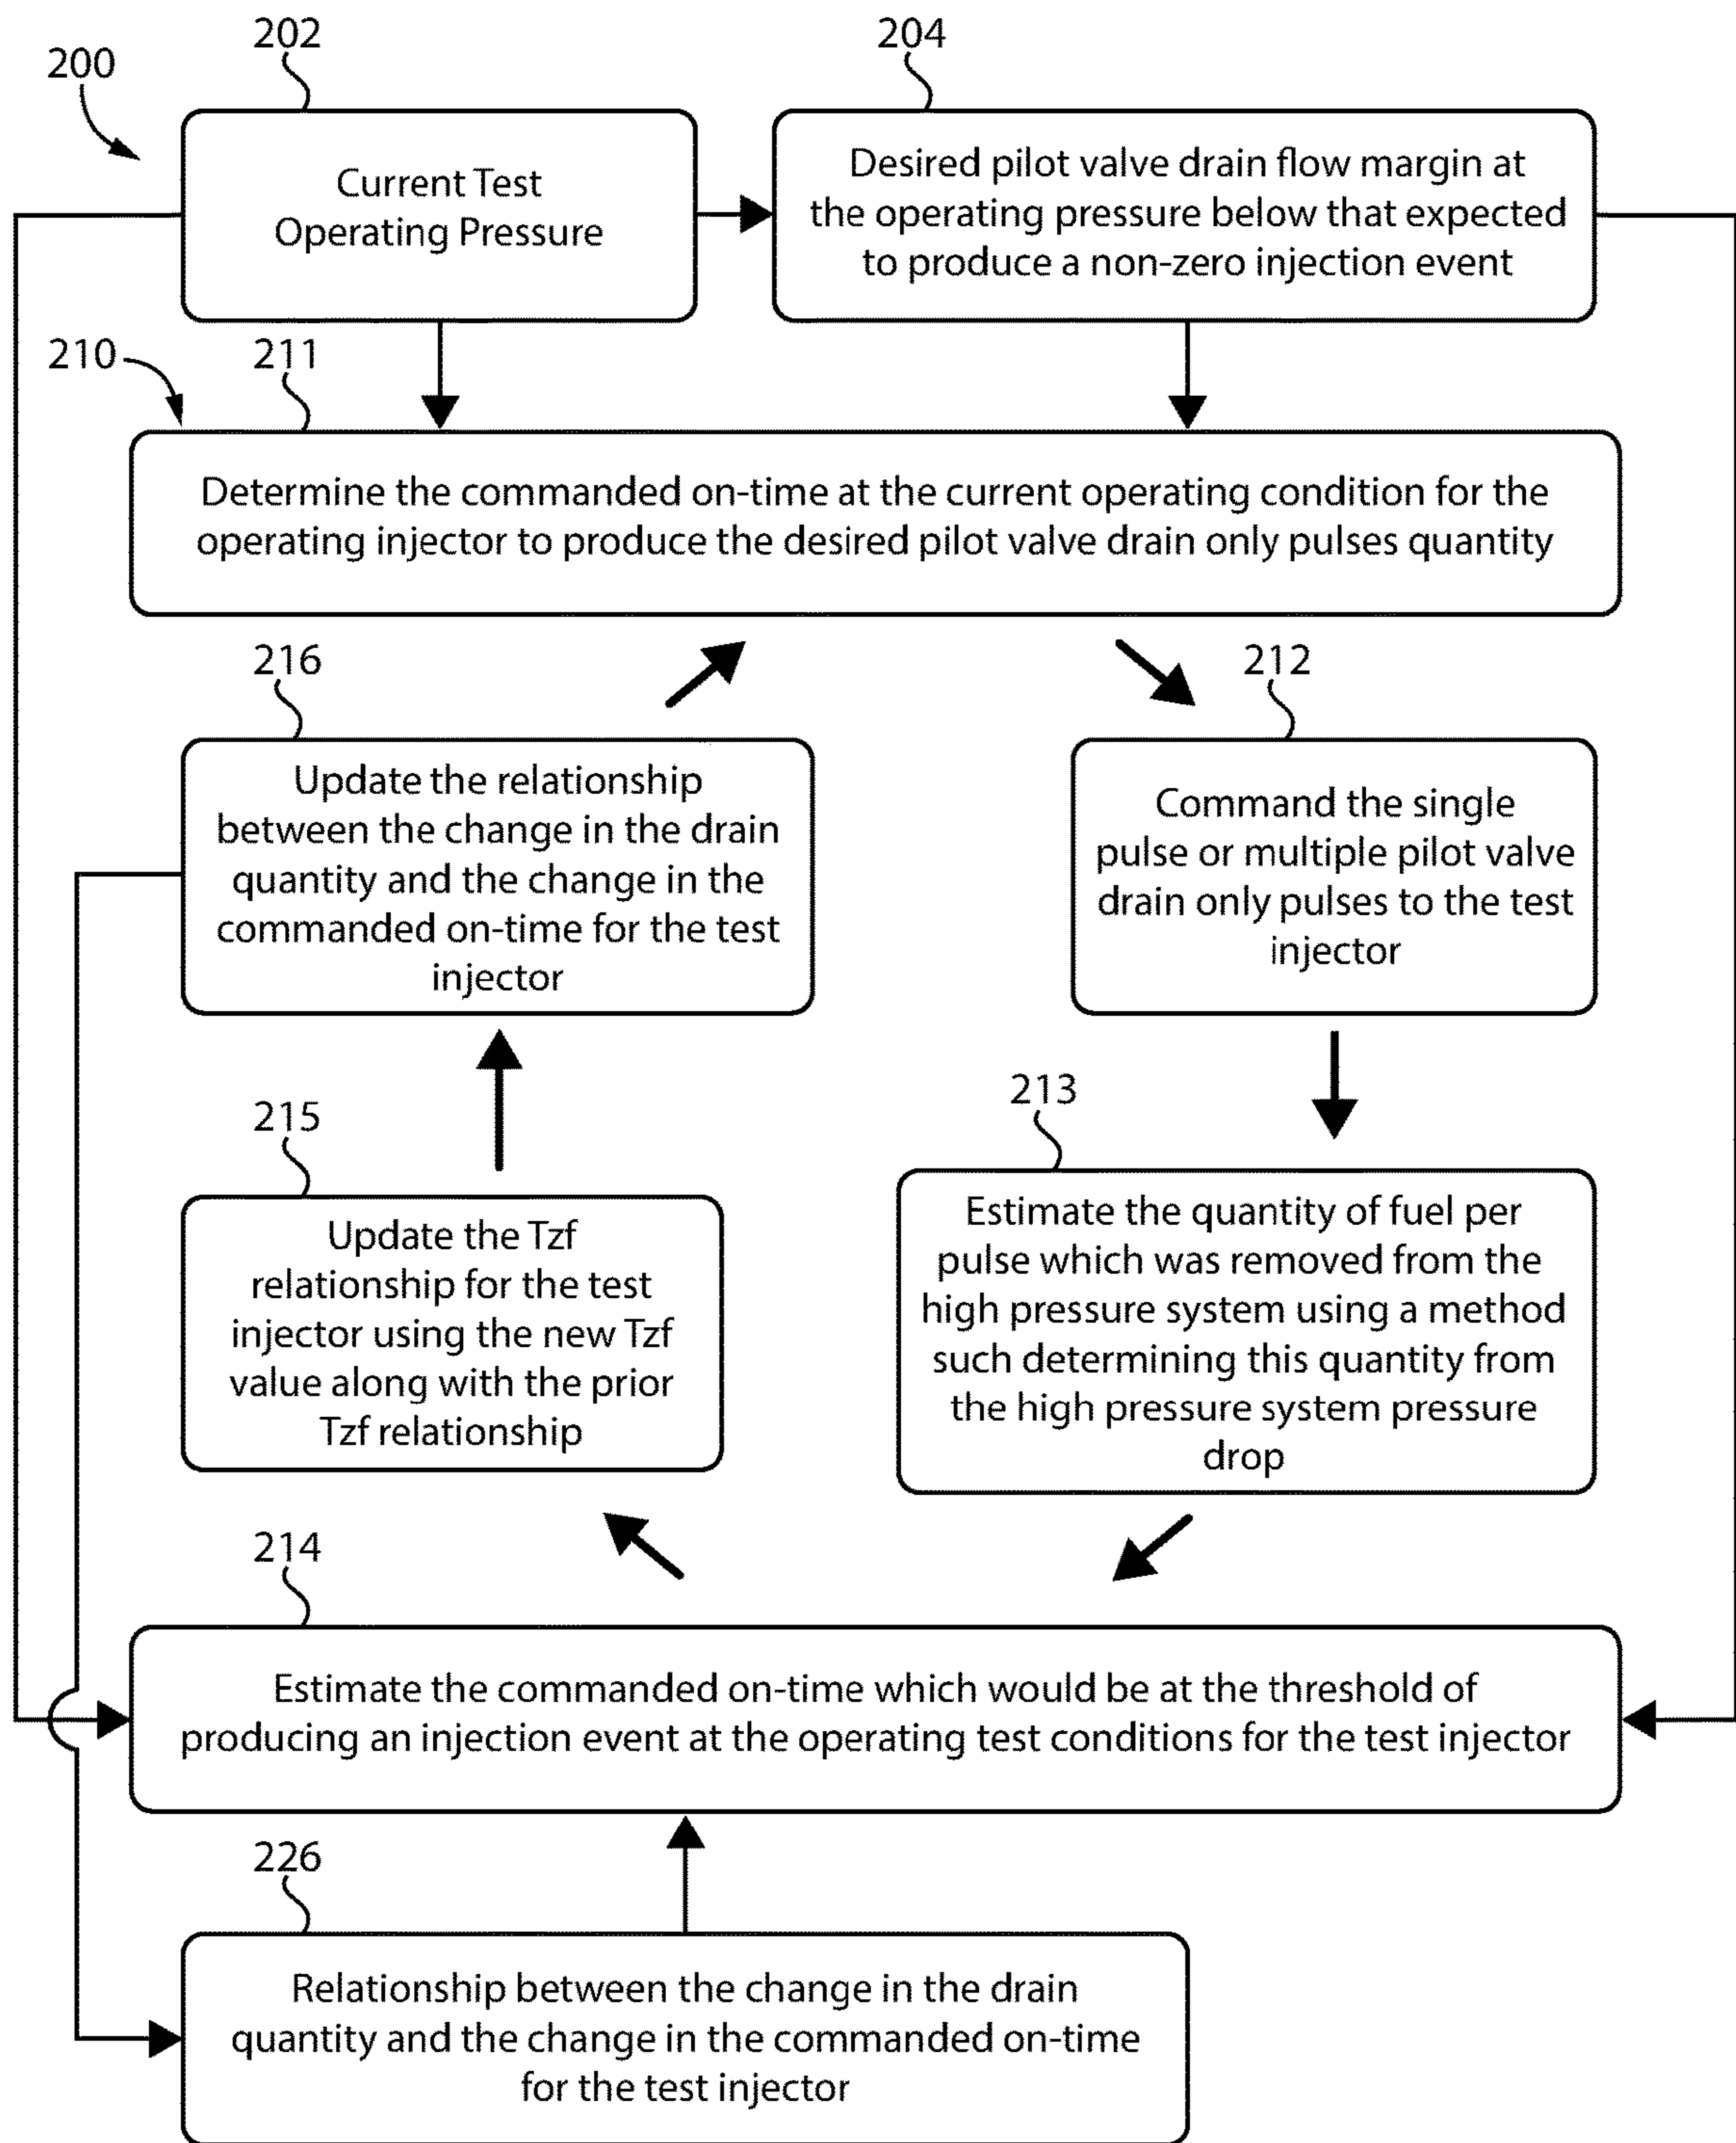 202
204
200
Current Test
Operating Pressure
Desired pilot valve drain flow margin at
the operating pressure below that expected
to produce a non-zero injection event
210
211
Determine the commanded on-time at the current operating condition for the
operating injector to produce the desired pilot valve drain only pulses quantity
216
212
Update the relationship
between the change in the drain
quantity and the change in the
commanded on-time for the test
injector
Command the single
pulse or multiple pilot valve
drain only pulses to the test
injector
215
213
Update the Tzf
relationship for the test
injector using the new Tzf
value along with the prior
Tzf relationship
Estimate the quantity of fuel per
pulse which was removed from the
high pressure system using a method
such determining this quantity from
the high pressure system pressure
drop
214
Estimate the commanded on-time which would be at the threshold of
producing an injection event at the operating test conditions for the test injector
226
Relationship between the change in the drain
quantity and the change in the commanded on-time
for the test injector